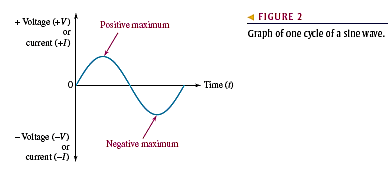 + Voltage (+V)
or
current (+I)
Positive maximum
0
Time (t)
Negative maximum
– Voltage (–V)
or
current (–I)
◄ FIGURE 2
Graph of one cycle of a sine wave.